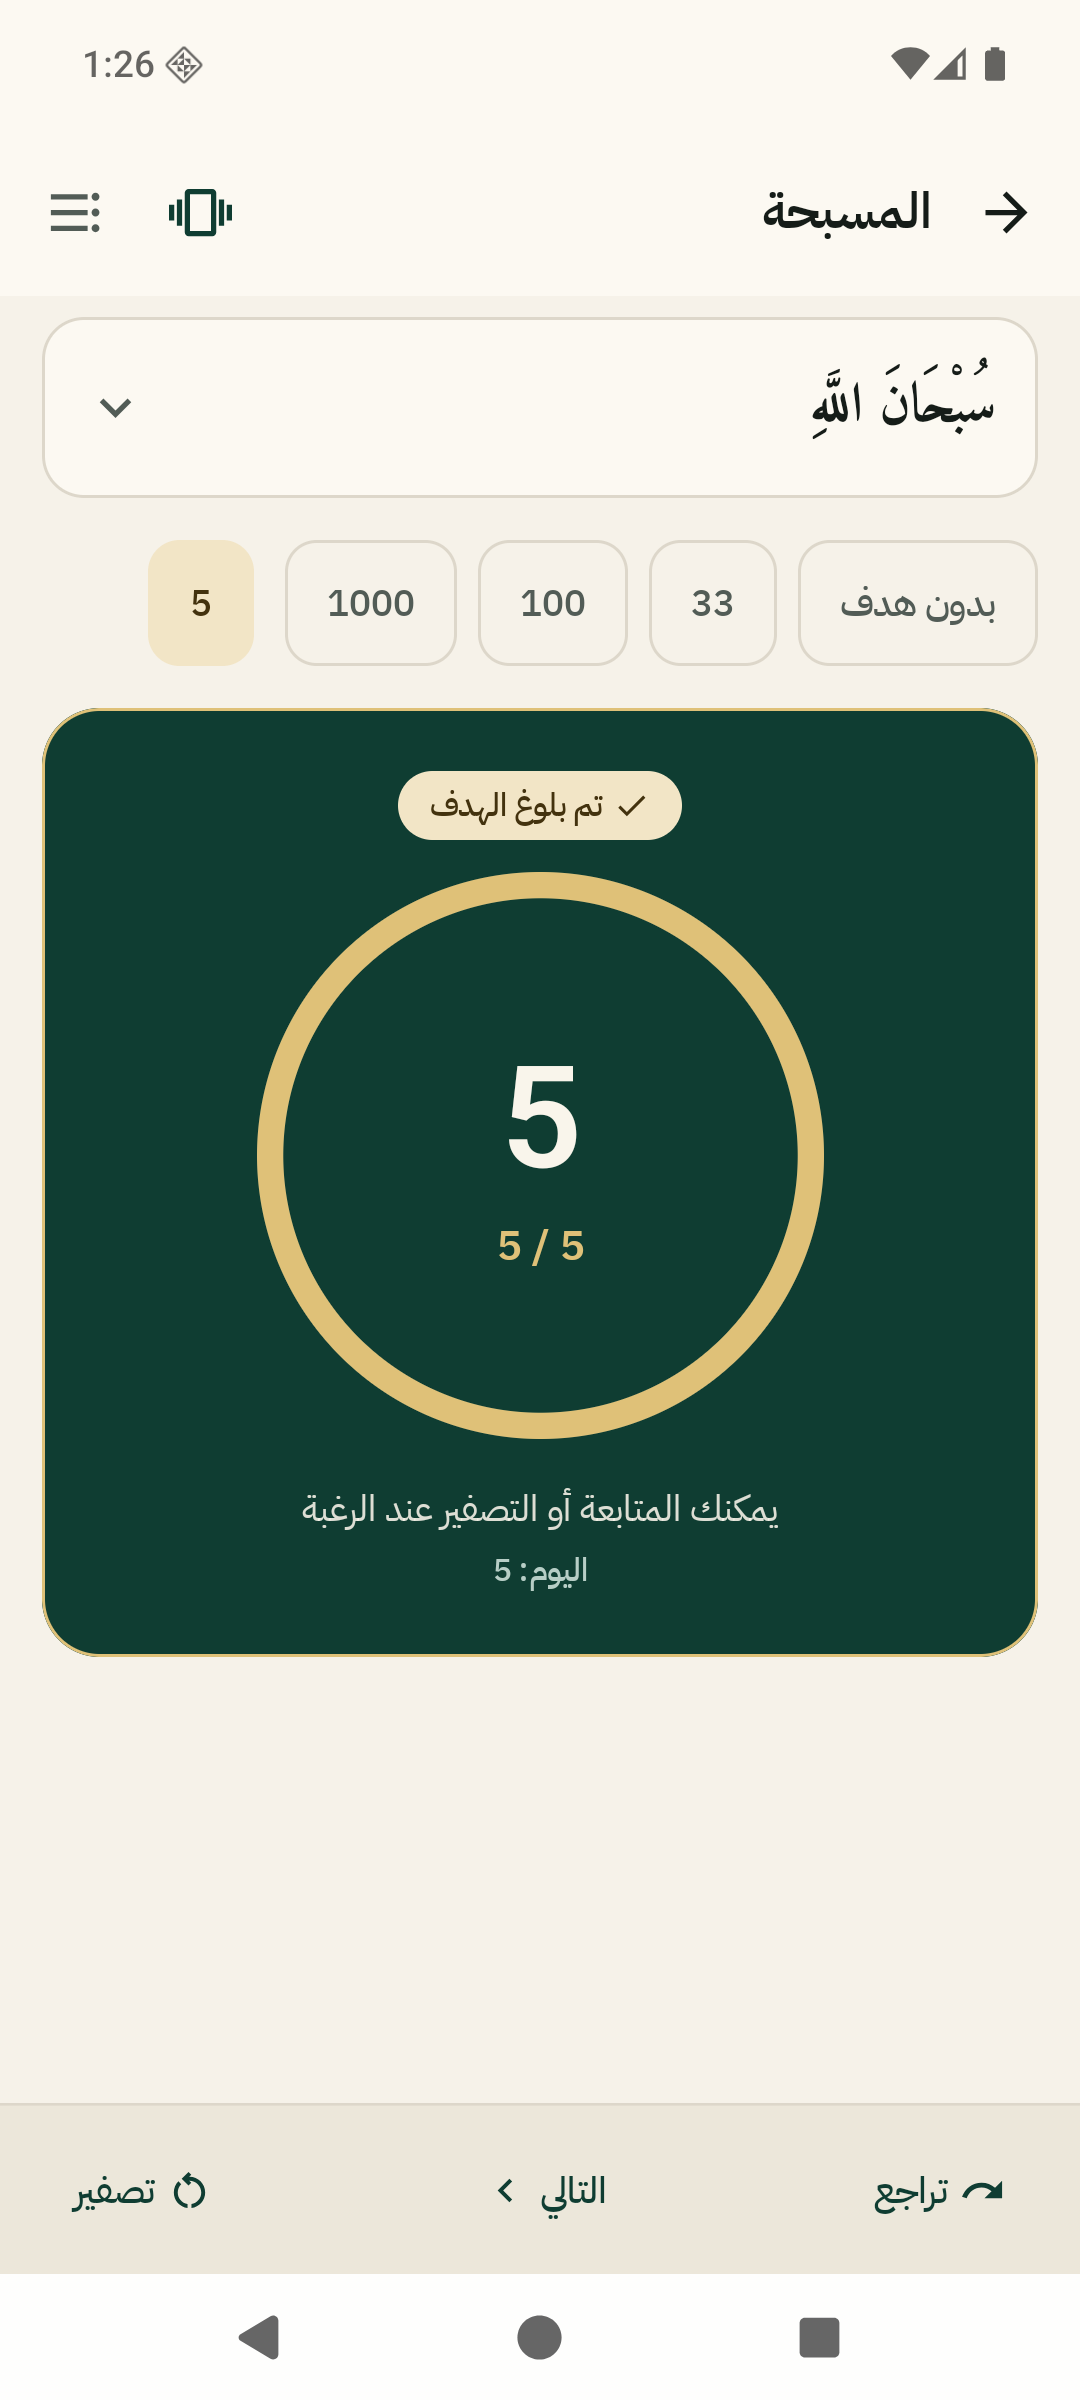 1:26
المسبحة
سُبْحَانَ اللَّهِ
بدون هدف
33
100
1000
5
تم بلوغ الهدف
5
5 / 5
يمكنك المتابعة أو التصفير عند الرغبة
اليوم: 5
تراجع
التالي
تصفير